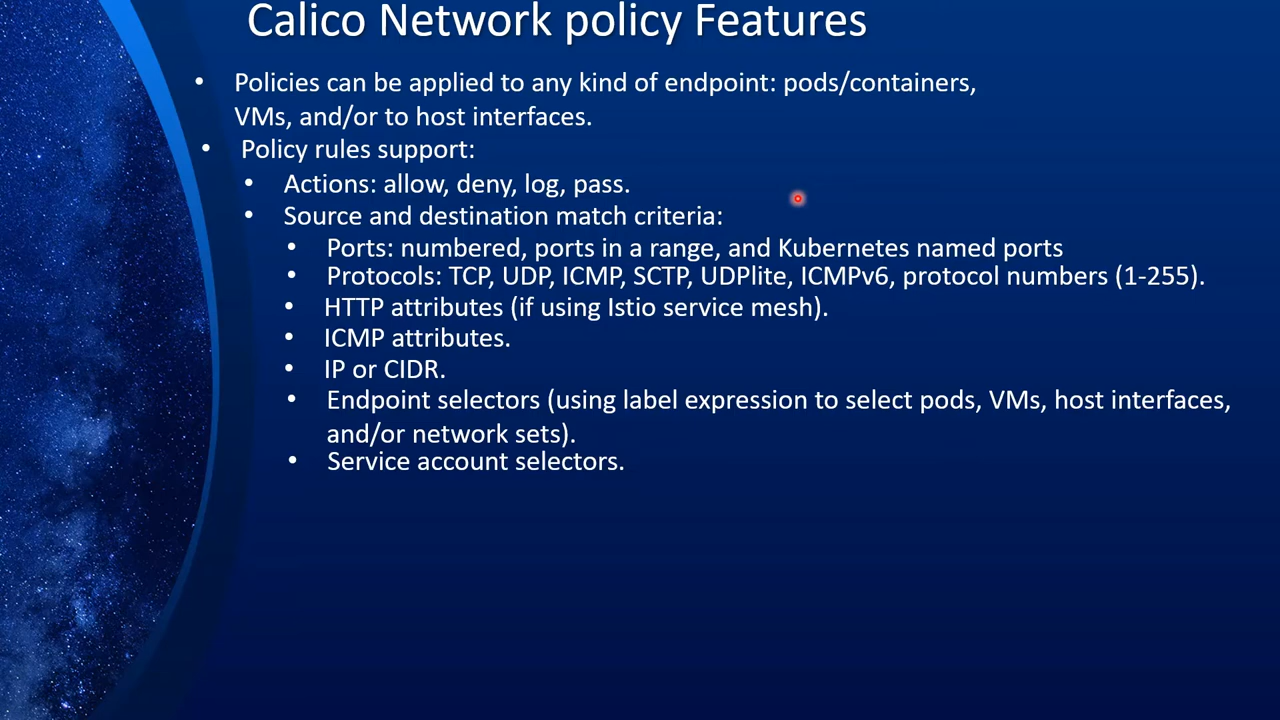 Calico Network policy Features
• Policies can be applied to any kind of endpoint: pods/containers,
VMs, and/or to host interfaces.
• Policy rules support:
• Actions: allow, deny, log, pass.
• Source and destination match criteria:
• Ports: numbered, ports in a range, and Kubernetes named ports
• Protocols: TCP, UDP, ICMP, SCTP, UDPlite, ICMPv6, protocol numbers (1-255).
• HTTP attributes (if using Istio service mesh).
• ICMP attributes.
• IP or CIDR.
• Endpoint selectors (using label expression to select pods, VMs, host interfaces,
and/or network sets).
• Service account selectors.